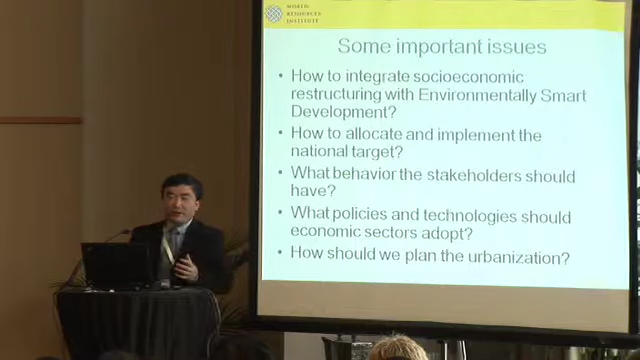 WORLD
RESOURCES
INSTITUTE
Some important issues
• How to integrate socioeconomic
restructuring with Environmentally Smart
Development?
• How to allocate and implement the
national target?
• What behavior the stakeholders should
have?
• What policies and technologies should
economic sectors adopt?
• How should we plan the urbanization?